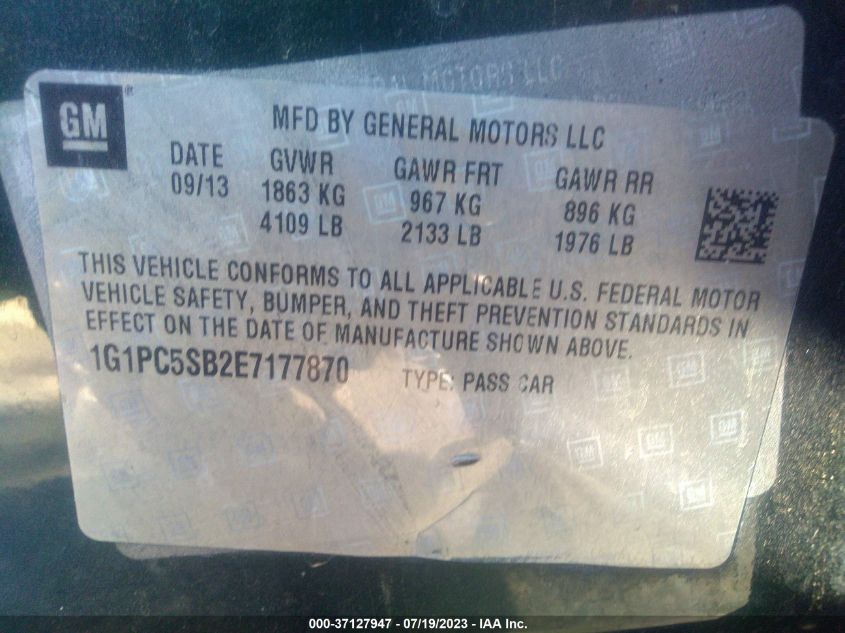 GM
MFD BY GENERAL MOTORS LLC
DATE GVWR GAWR FRT GAWR RR
09/13 1863 KG 967 KG 896 KG
4109 LB 2133 LB 1976 LB
THIS VEHICLE CONFORMS TO ALL APPLICABLE U.S. FEDERAL MOTOR
VEHICLE SAFETY, BUMPER, AND THEFT PREVENTION STANDARDS IN
EFFECT ON THE DATE OF MANUFACTURE SHOWN ABOVE.
1G1PC5SB2E7177870 TYPE: PASS CAR
000-37127947 - 07/19/2023 - IAA Inc.